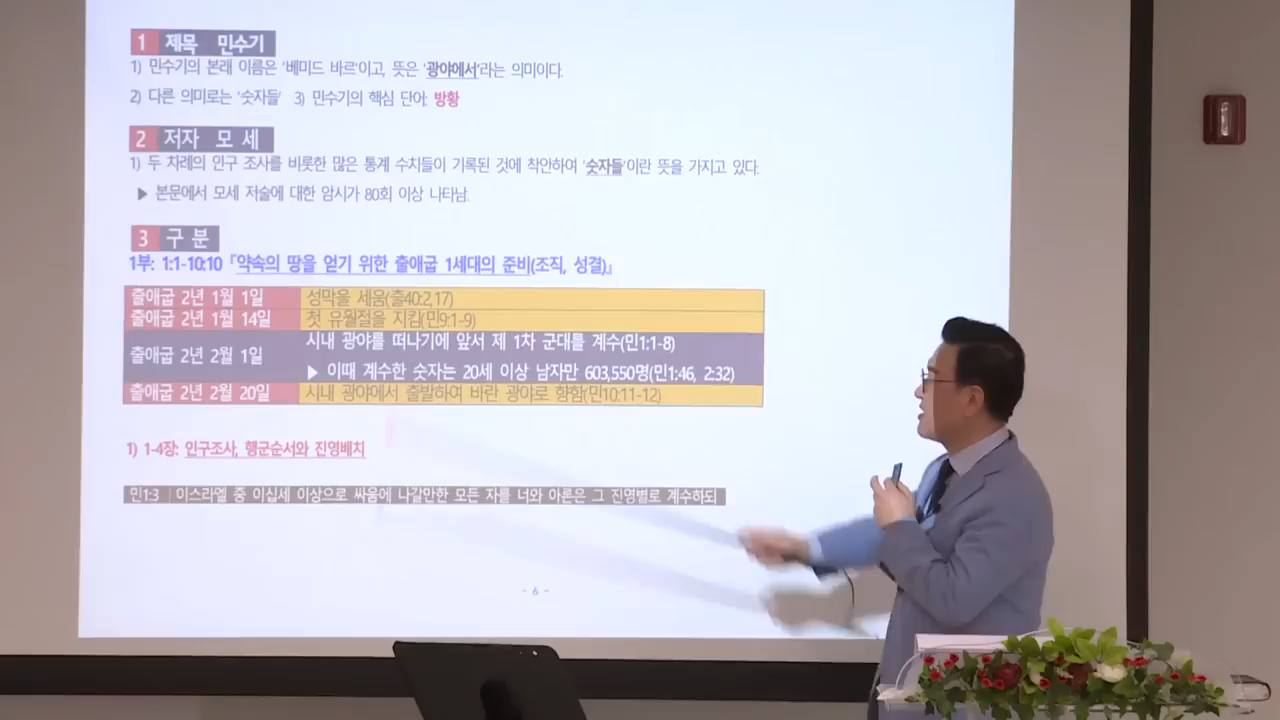 1 제목 민수기
1) 민수기의 본래 이름은 '베미드 바르'이고, 뜻은 '광야에서'라는 의미이다.
2) 다른 의미로는 '숫자들' 3) 민수기의 핵심 단어: 방황
2 저자 모세
1) 두 차례의 인구 조사를 비롯한 많은 통계 수치들이 기록된 것에 착안하여 '숫자들'이란 뜻을 가지고 있다.
▶ 본문에서 모세 저술에 대한 암시가 80회 이상 나타남.
3 구분
1부: 1:1-10:10 『약속의 땅을 얻기 위한 출애굽 1세대의 준비(조직, 성결)』
출애굽 2년 1월 1일 성막을 세움(출40:2,17)
출애굽 2년 1월 14일 첫 유월절을 지킴(민9:1-9)
출애굽 2년 2월 1일 시내 광야를 떠나기에 앞서 제 1차 군대를 계수(민1:1-8)
▶ 이때 계수한 숫자는 20세 이상 남자만 603,550명(민1:46, 2:32)
출애굽 2년 2월 20일 시내 광야에서 출발하여 바란 광야로 향함(민10:11-12)
1) 1-4장: 인구조사, 행군순서와 진영배치
민1:3 이스라엘 중 이십세 이상으로 싸움에 나갈만한 모든 자를 너와 아론은 그 진영별로 계수하되
- 6 -